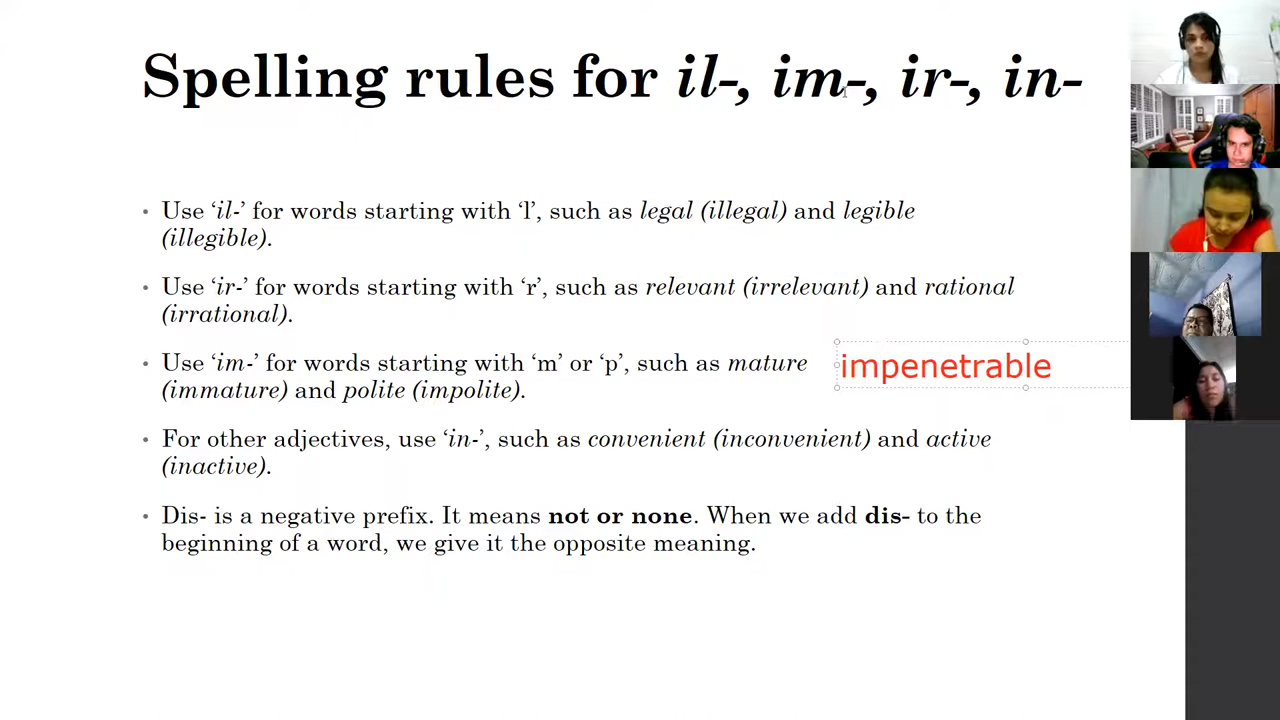 Spelling rules for il-, im-, ir-, in-
• Use ‘il-’ for words starting with ‘l’, such as legal (illegal) and legible
(illegible).
• Use ‘ir-’ for words starting with ‘r’, such as relevant (irrelevant) and rational
(irrational).
• Use ‘im-’ for words starting with ‘m’ or ‘p’, such as mature
(immature) and polite (impolite).
impenetrable
• For other adjectives, use ‘in-’, such as convenient (inconvenient) and active
(inactive).
• Dis- is a negative prefix. It means not or none. When we add dis- to the
beginning of a word, we give it the opposite meaning.